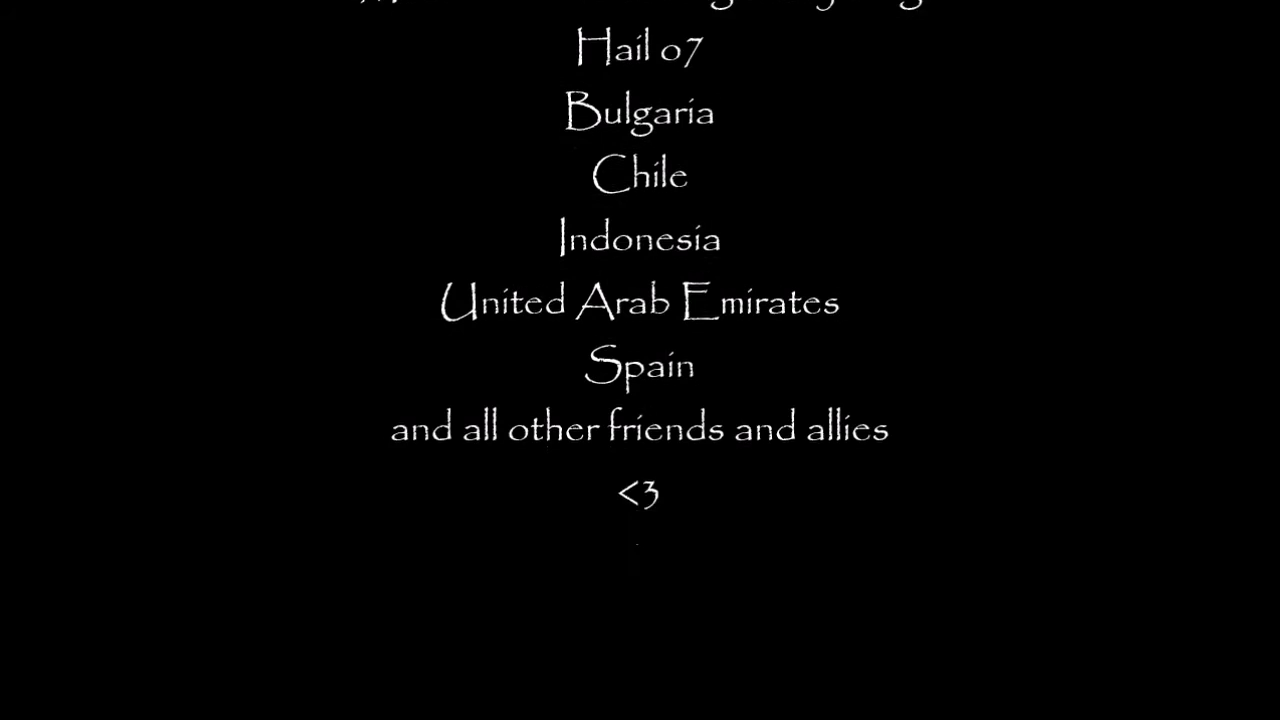 Hail o7
Bulgaria
Chile
Indonesia
United Arab Emirates
Spain
and all other friends and allies
<3